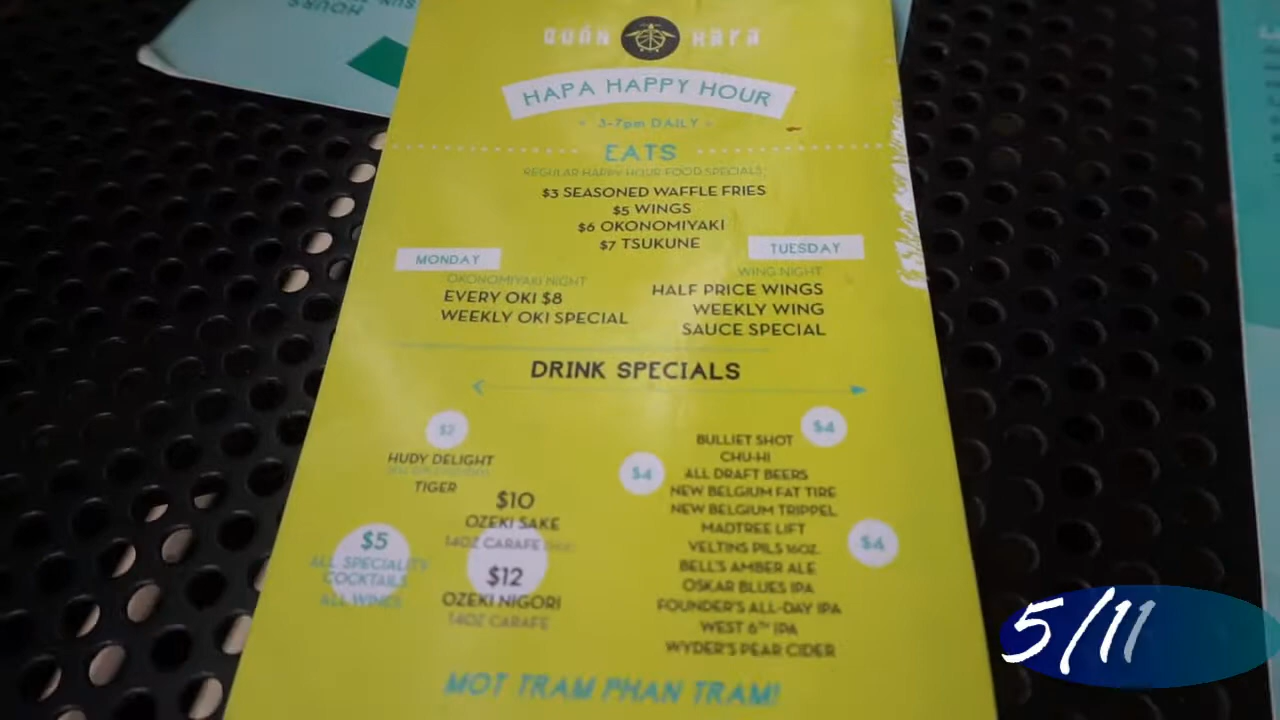 HOURS
SUN-
QUÁN HAPA
HAPA HAPPY HOUR
3-7pm DAILY
EATS
REGULAR HAPPY HOUR FOOD SPECIALS:
$3 SEASONED WAFFLE FRIES
$5 WINGS
$6 OKONOMIYAKI
$7 TSUKUNE
MONDAY
OKONOMIYAKI NIGHT
EVERY OKI $8
WEEKLY OKI SPECIAL
TUESDAY
WING NIGHT
HALF PRICE WINGS
WEEKLY WING
SAUCE SPECIAL
DRINK SPECIALS
$2
HUDY DELIGHT
TIGER
$10
OZEKI SAKE
14OZ CARAFE
$5
ALL SPECIALITY
COCKTAILS
ALL WINES
$12
OZEKI NIGORI
14OZ CARAFE
$4
BULLIET SHOT
CHU-HI
$4
ALL DRAFT BEERS
NEW BELGIUM FAT TIRE
NEW BELGIUM TRIPPEL
MADTREE LIFT
VELTINS PILS 16OZ.
$4
BELL'S AMBER ALE
OSKAR BLUES IPA
FOUNDER'S ALL-DAY IPA
WEST 6TH IPA
WYDER'S PEAR CIDER
MOT TRAM PHAN TRAM!
5/11